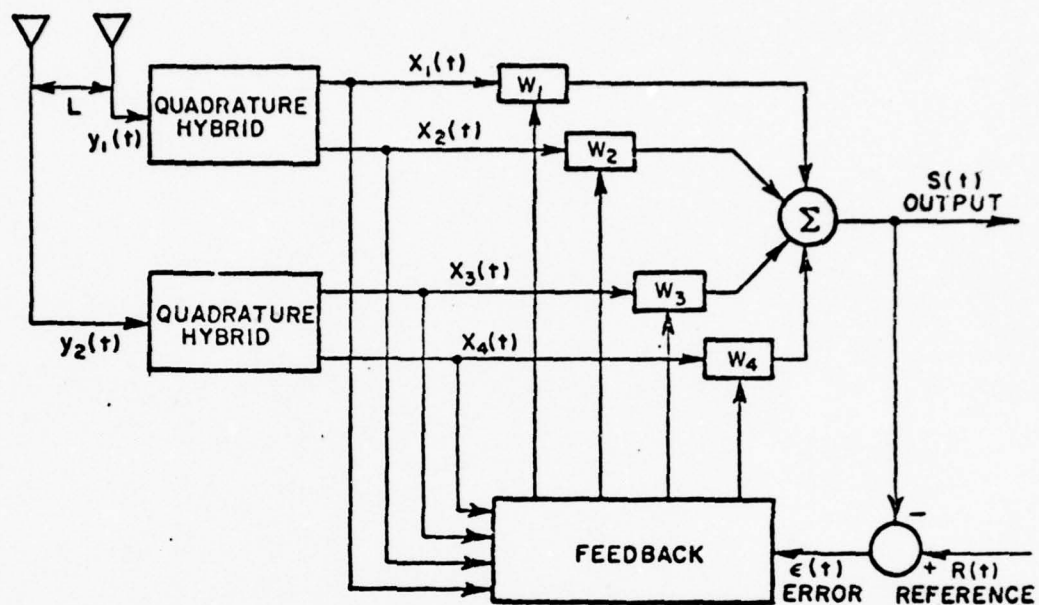 L
y₁(t)
QUADRATURE
HYBRID
X₁(t)
X₂(t)
W₁
W₂
Σ
S(t)
OUTPUT
y₂(t)
QUADRATURE
HYBRID
X₃(t)
X₄(t)
W₃
W₄
FEEDBACK
ϵ(t)
ERROR
−
+
R(t)
REFERENCE